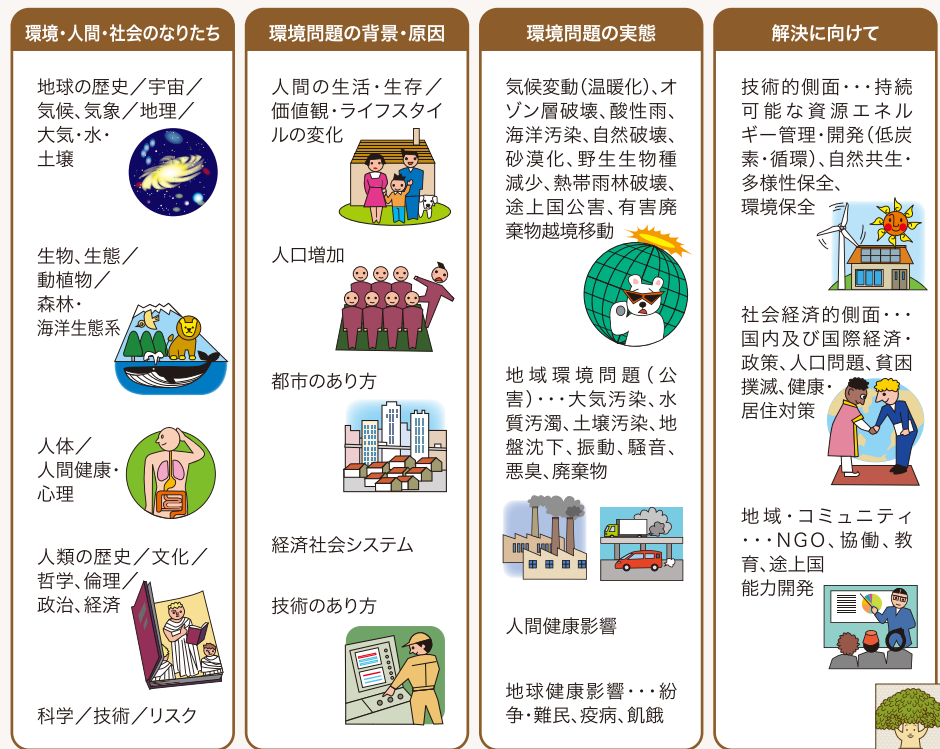 環境・人間・社会のなりたち
地球の歴史／宇宙／
気候、気象／地理／
大気・水・
土壌
生物、生態／
動植物／
森林・
海洋生態系
人体／
人間健康・
心理
人類の歴史／文化／
哲学、倫理／
政治、経済
科学／技術／リスク
環境問題の背景・原因
人間の生活・生存／
価値観・ライフスタイ
ルの変化
人口増加
都市のあり方
経済社会システム
技術のあり方
環境問題の実態
気候変動（温暖化）、オ
ゾン層破壊、酸性雨、
海洋汚染、自然破壊、
砂漠化、野生生物種
減少、熱帯雨林破壊、
途上国公害、有害廃
棄物越境移動
地域環境問題（公
害）・・・大気汚染、水
質汚濁、土壌汚染、地
盤沈下、振動、騒音、
悪臭、廃棄物
人間健康影響
地球健康影響・・・紛
争・難民、疫病、飢餓
解決に向けて
技術的側面・・・持続
可能な資源エネル
ギー管理・開発（低炭
素・循環）、自然共生・
多様性保全、
環境保全
社会経済的側面・・・
国内及び国際経済・
政策、人口問題、貧困
撲滅、健康・
居住対策
地域・コミュニティ
・・・NGO、協働、教
育、途上国
能力開発